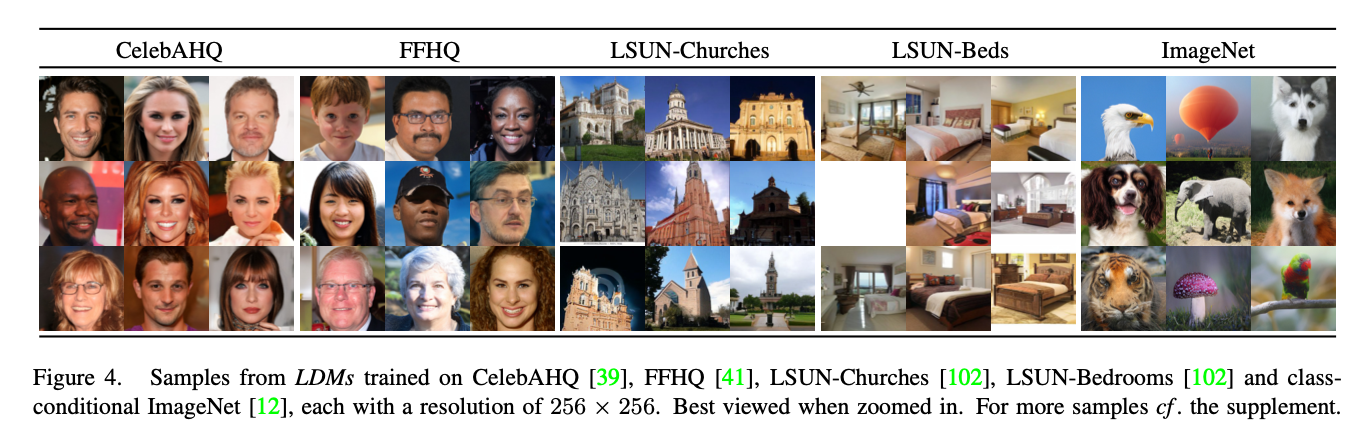 CelebAHQ FFHQ LSUN-Churches LSUN-Beds ImageNet
Figure 4. Samples from LDMs trained on CelebAHQ [39], FFHQ [41], LSUN-Churches [102], LSUN-Bedrooms [102] and class-
conditional ImageNet [12], each with a resolution of 256 × 256. Best viewed when zoomed in. For more samples cf. the supplement.